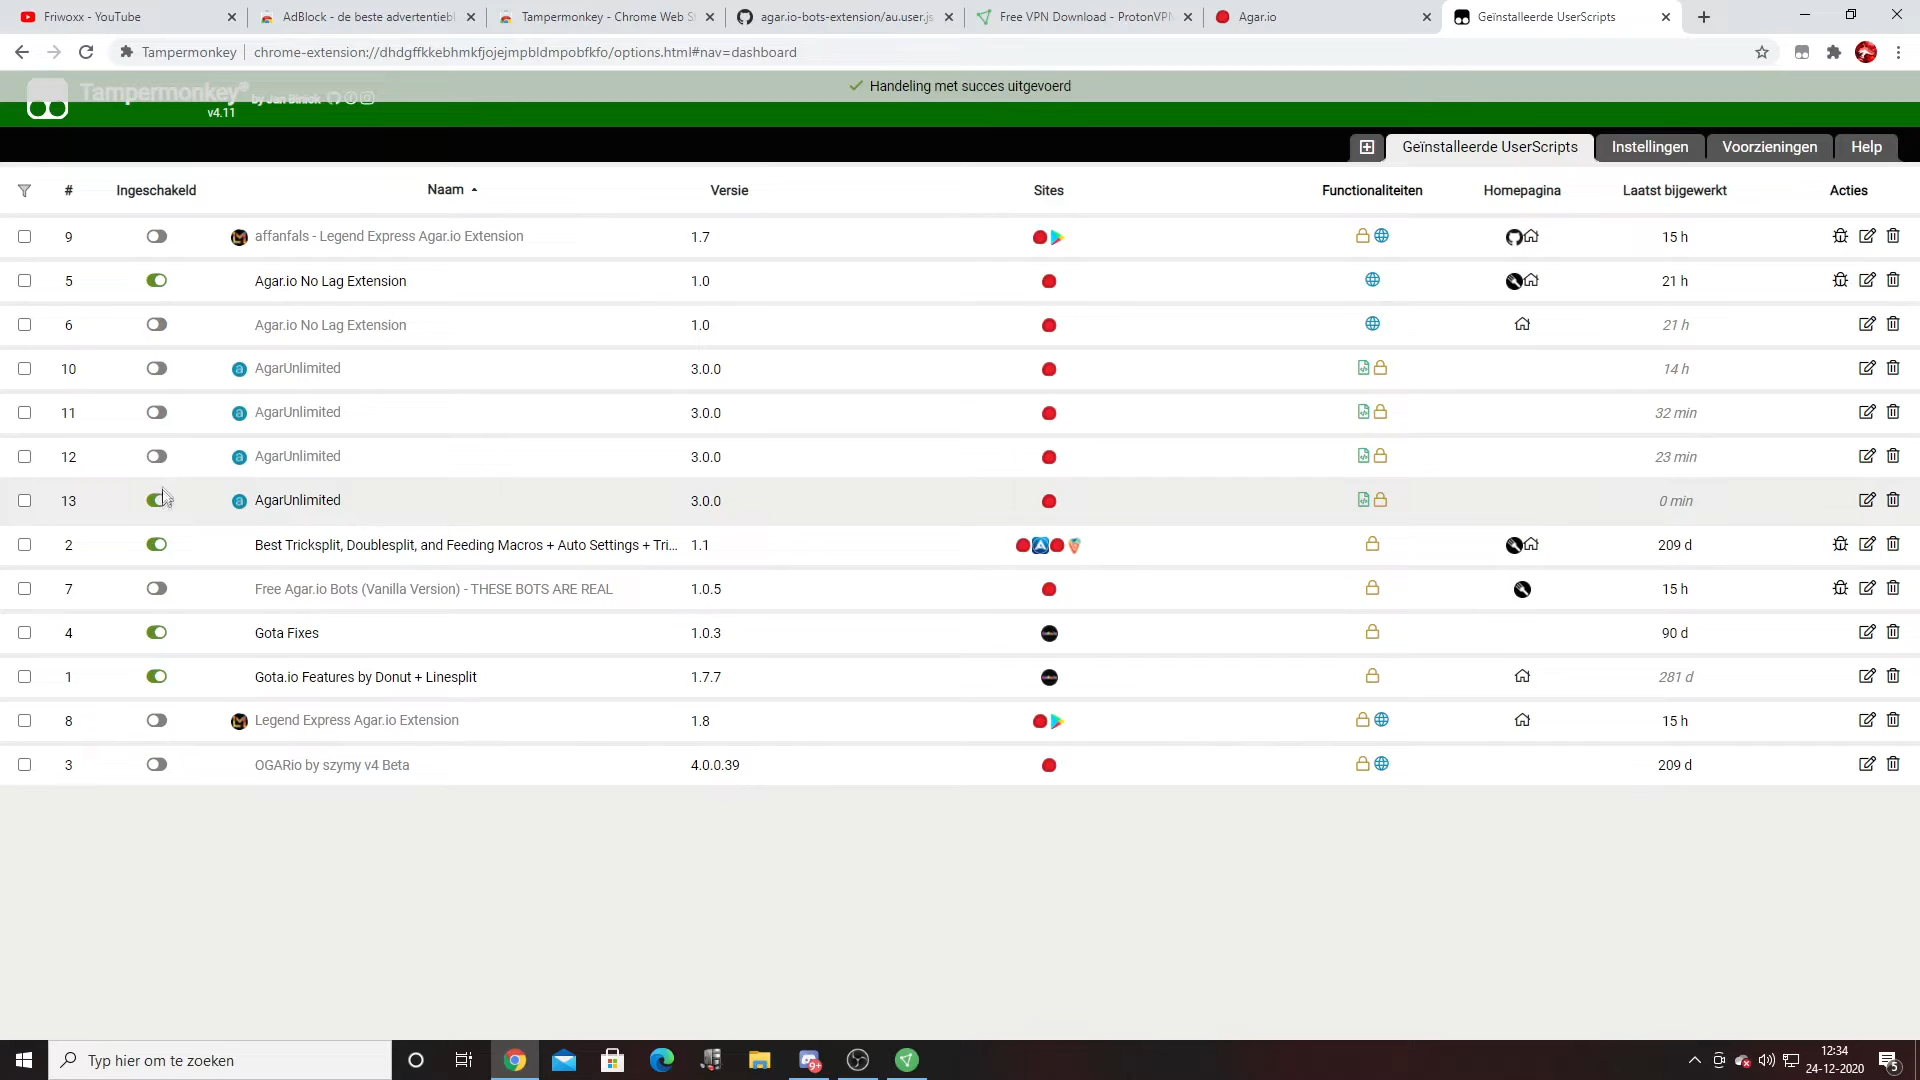 Friwoxx - YouTube
AdBlock - de beste advertentiebl
Tampermonkey - Chrome Web S
agar.io-bots-extension/au.user.js
Free VPN Download - ProtonVPN
Agar.io
Geïnstalleerde UserScripts
Tampermonkey
chrome-extension://dhdgffkkebhmkfjojejmpbldmpobfkfo/options.html#nav=dashboard
Handeling met succes uitgevoerd
Tampermonkey® by Jan Biniok
v4.11
Geïnstalleerde UserScripts Instellingen Voorzieningen Help
# Ingeschakeld Naam Versie Sites Functionaliteiten Homepagina Laatst bijgewerkt Acties
9 affanfals - Legend Express Agar.io Extension 1.7 15 h
5 Agar.io No Lag Extension 1.0 21 h
6 Agar.io No Lag Extension 1.0 21 h
10 AgarUnlimited 3.0.0 14 h
11 AgarUnlimited 3.0.0 32 min
12 AgarUnlimited 3.0.0 23 min
13 AgarUnlimited 3.0.0 0 min
2 Best Tricksplit, Doublesplit, and Feeding Macros + Auto Settings + Tri... 1.1 209 d
7 Free Agar.io Bots (Vanilla Version) - THESE BOTS ARE REAL 1.0.5 15 h
4 Gota Fixes 1.0.3 90 d
1 Gota.io Features by Donut + Linesplit 1.7.7 281 d
8 Legend Express Agar.io Extension 1.8 15 h
3 OGARio by szymy v4 Beta 4.0.0.39 209 d
Typ hier om te zoeken
9+
12:34
24-12-2020
5